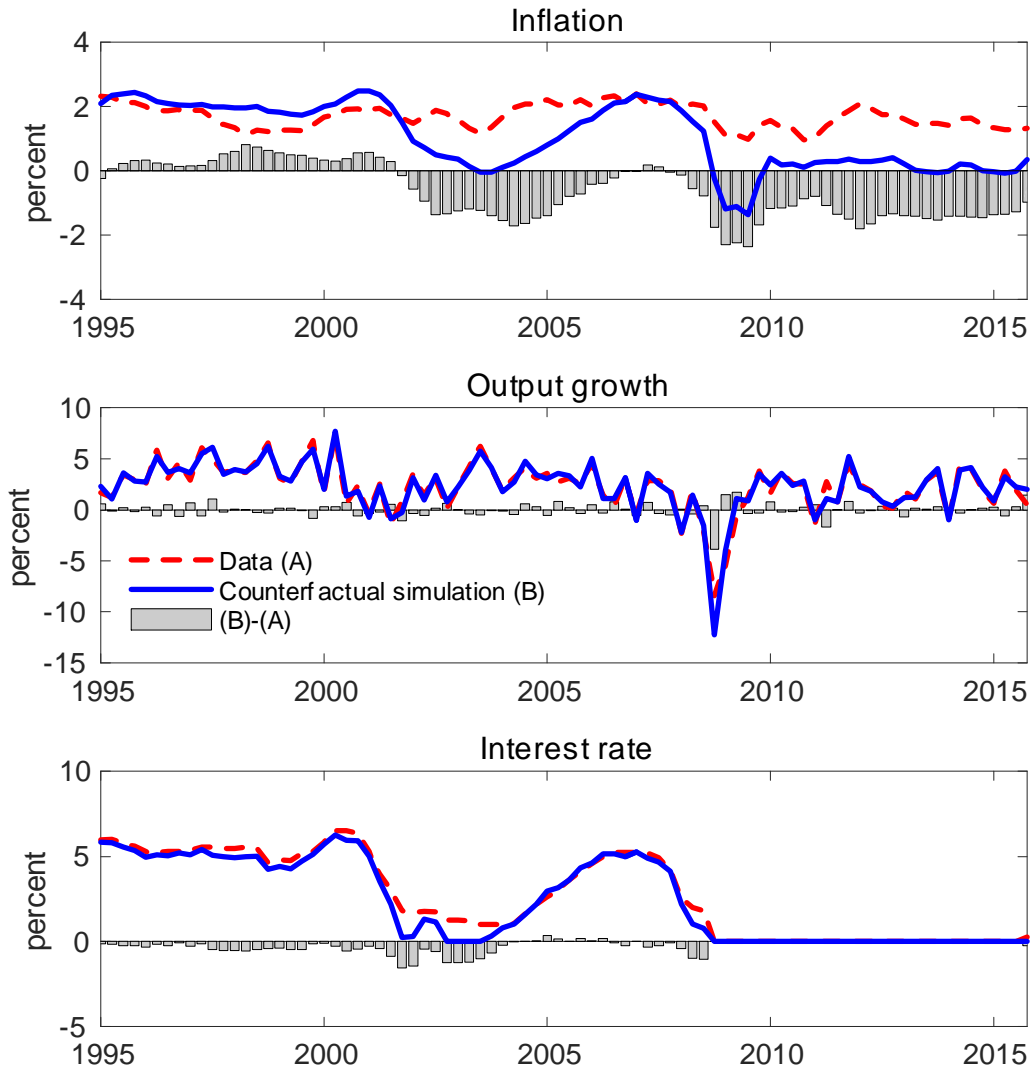 Inflation
4
2
0
-2
-4
percent
1995 2000 2005 2010 2015
Output growth
10
5
0
-5
-10
-15
percent
Data (A)
Counterfactual simulation (B)
(B)-(A)
1995 2000 2005 2010 2015
Interest rate
10
5
0
-5
percent
1995 2000 2005 2010 2015